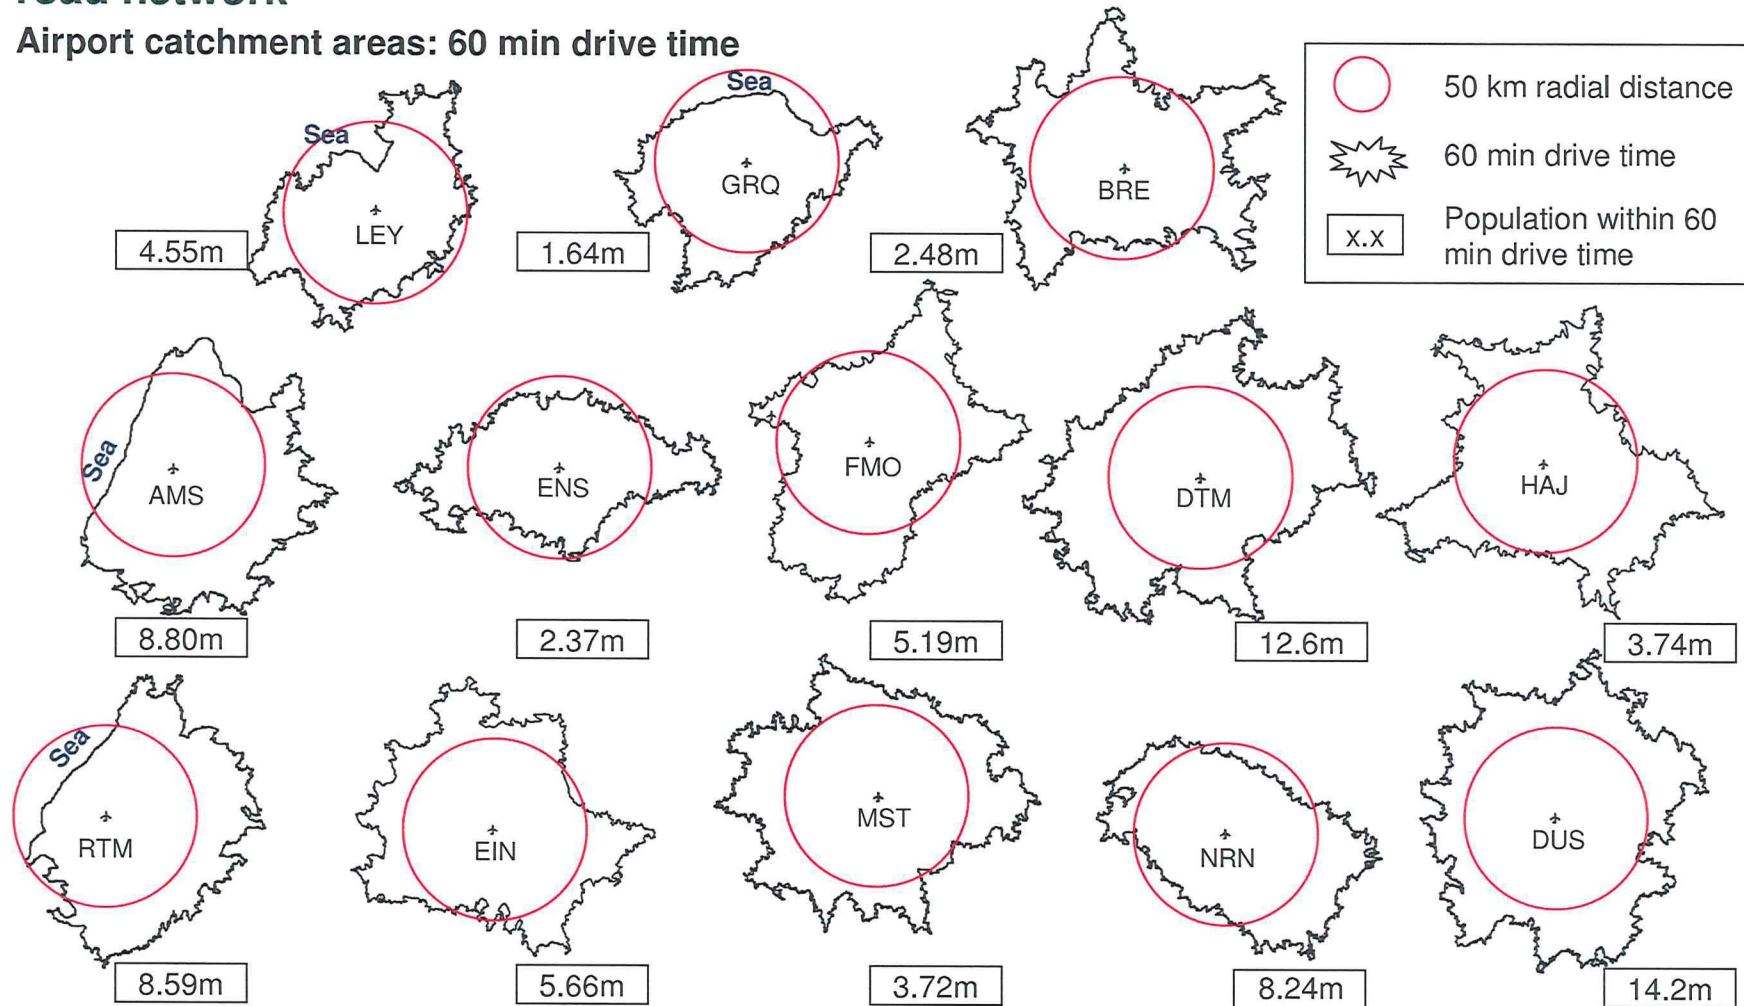 road network
Airport catchment areas: 60 min drive time
50 km radial distance
60 min drive time
x.x
Population within 60
min drive time
Sea
LEY
4.55m
Sea
GRQ
1.64m
BRE
2.48m
Sea
AMS
8.80m
ENS
2.37m
FMO
5.19m
DTM
12.6m
HAJ
3.74m
Sea
RTM
8.59m
EIN
5.66m
MST
3.72m
NRN
8.24m
DUS
14.2m